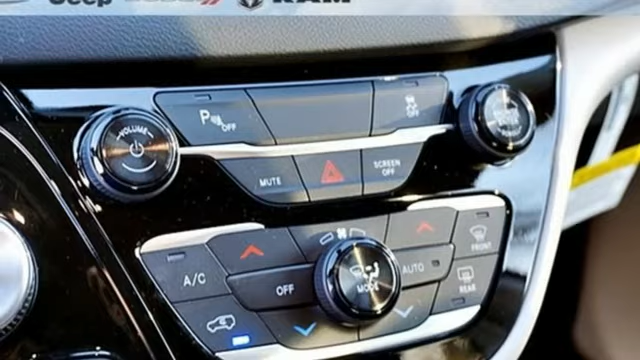 Jeep RAM
P OFF
OFF
VOLUME
MUTE
SCREEN
OFF
A/C
OFF
MODE
AUTO
FRONT
REAR